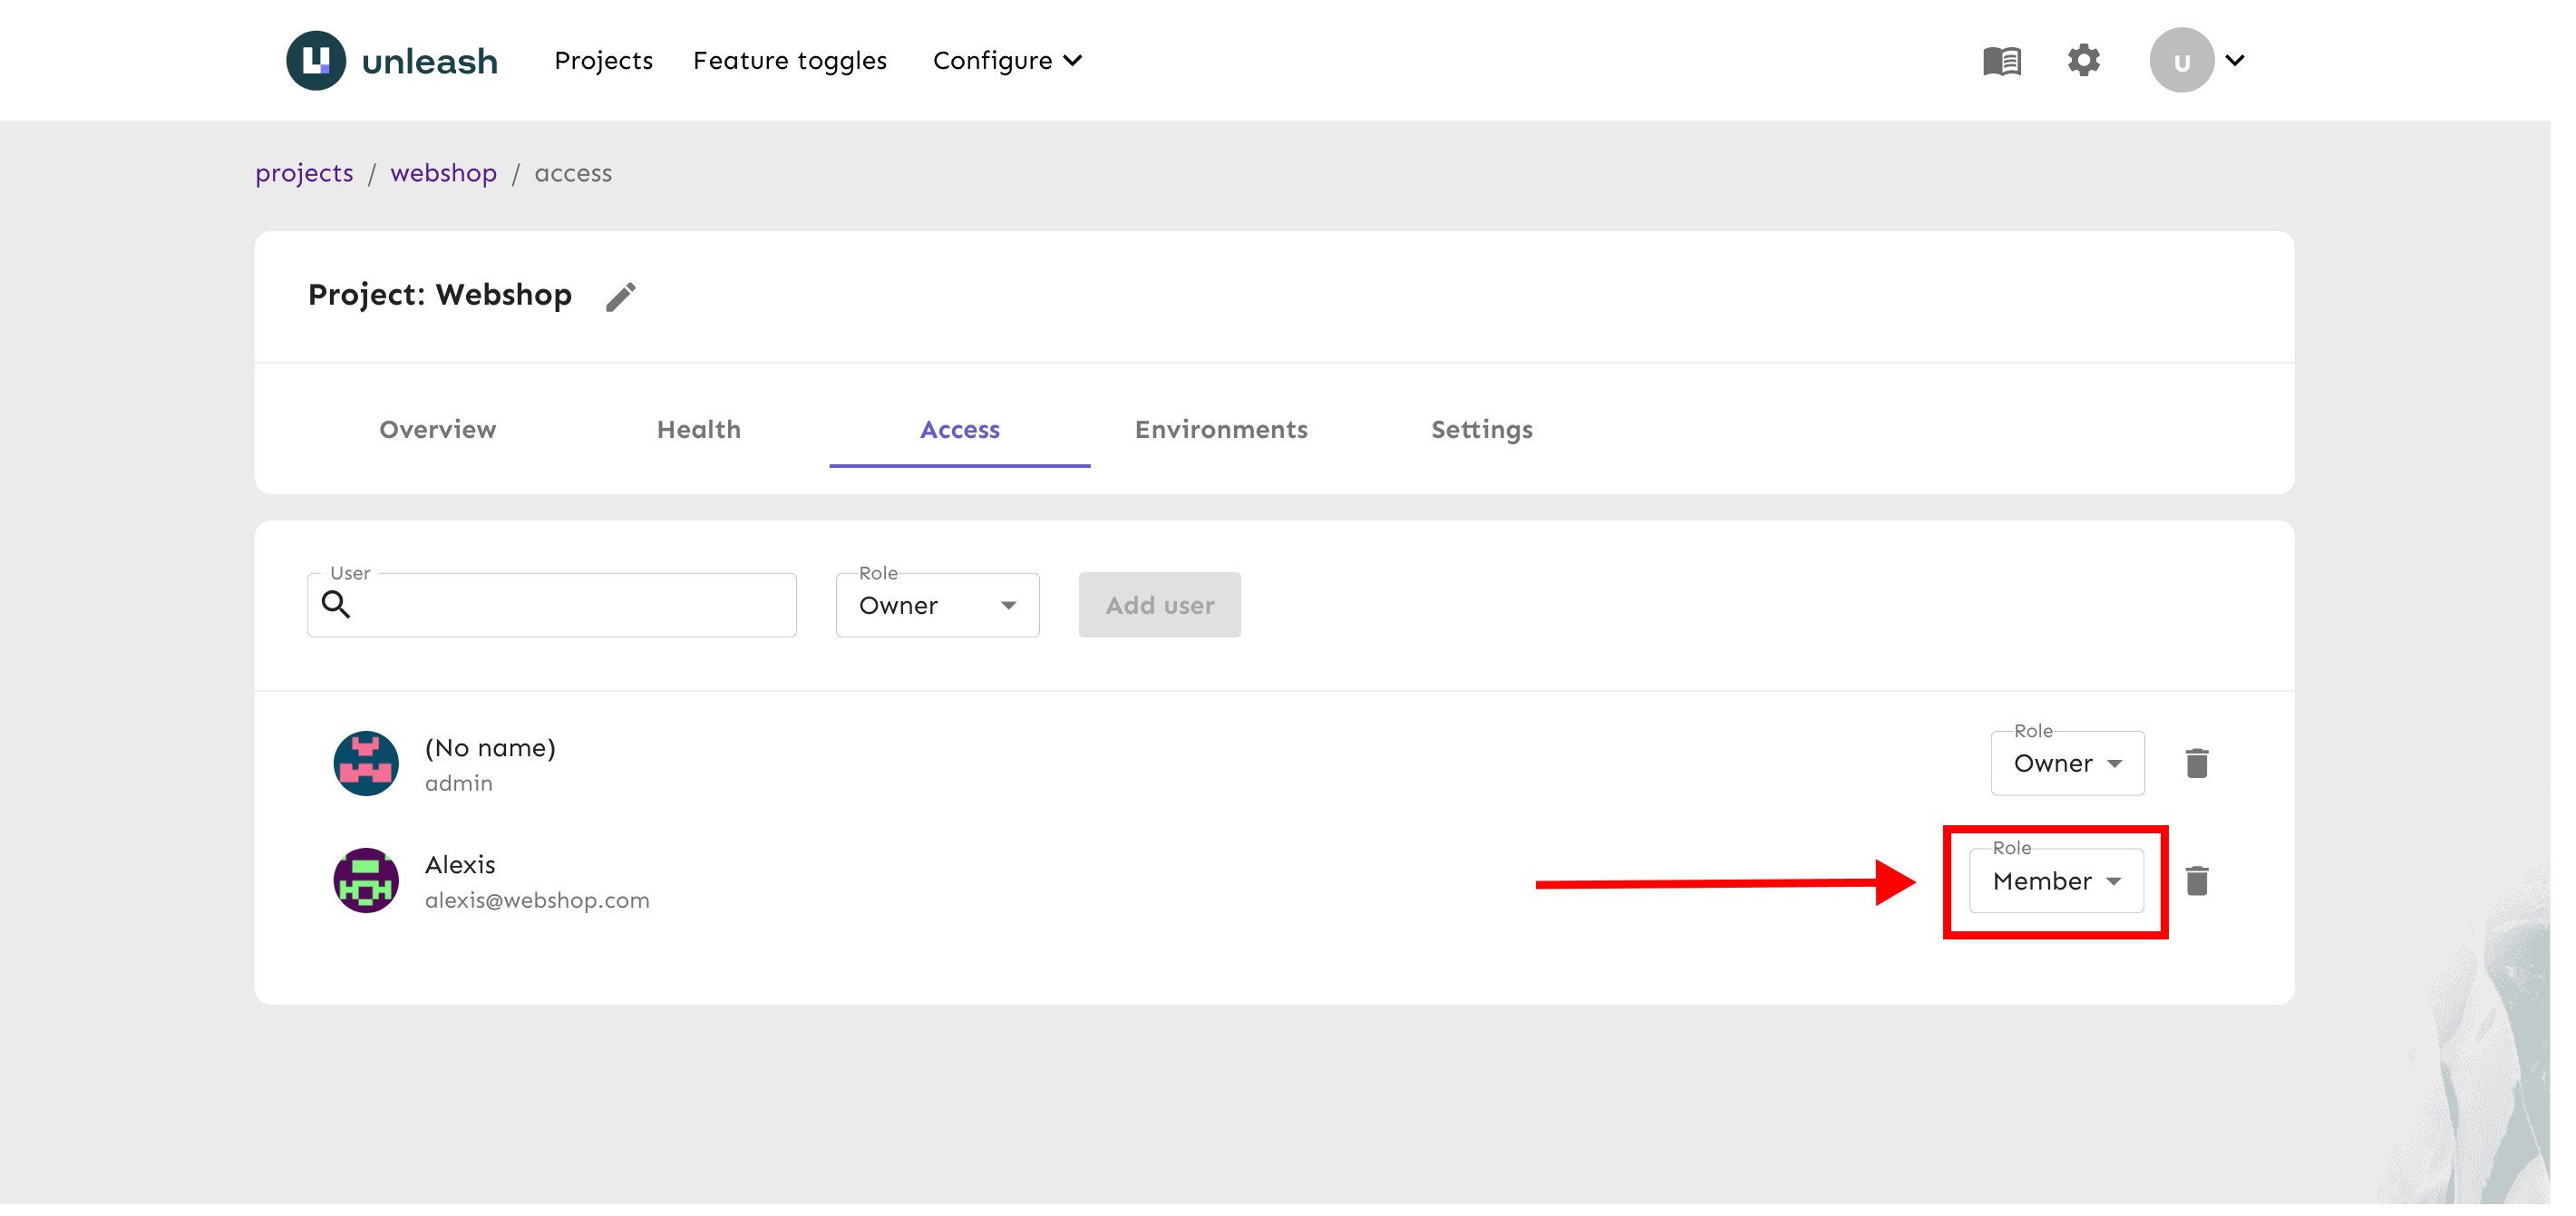 unleash Projects Feature toggles Configure u
projects / webshop / access
Project: Webshop
Overview Health Access Environments Settings
User Role
Owner Add user
(No name)
admin
Role
Owner
Alexis
alexis@webshop.com
Role
Member